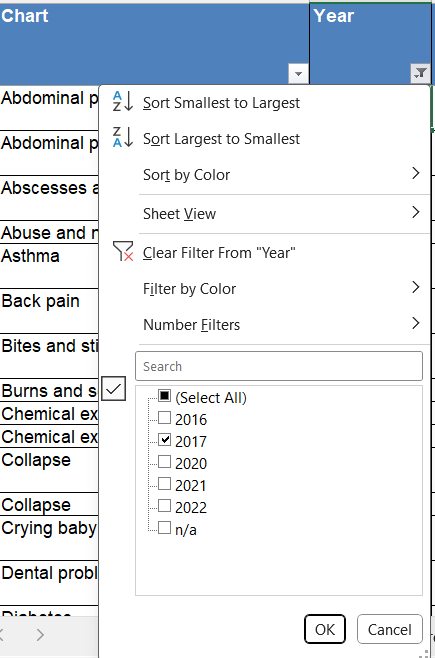 Chart
Year
Abdominal p
Sort Smallest to Largest
Abdominal p
Sort Largest to Smallest
Sort by Color
Abscesses a
Sheet View
Abuse and n
Asthma
Clear Filter From "Year"
Filter by Color
Back pain
Number Filters
Bites and sti
Search
Burns and s
(Select All)
Chemical ex
2016
Chemical ex
2017
Collapse
2020
2021
Collapse
2022
Crying baby
n/a
Dental probl
OK
Cancel